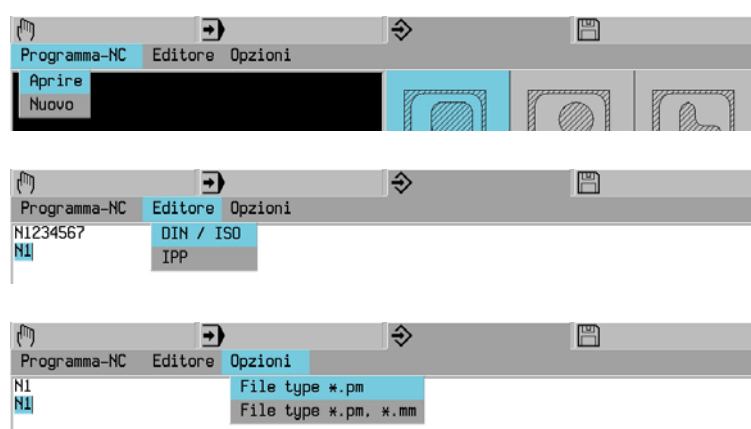 Programma-NC Editore Opzioni
Aprire
Nuovo
Programma-NC Editore Opzioni
N1234567
N1
DIN / ISO
IPP
Programma-NC Editore Opzioni
N1
N1
File type *.pm
File type *.pm, *.mm